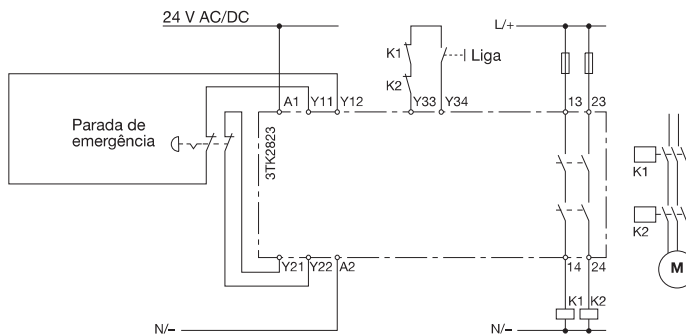 24 V AC/DC
L/+
K1
Liga
K2
A1 Y11 Y12
Y33 Y34
13 23
Parada de
emergência
3TK2823
K1
K2
M
Y21 Y22 A2
14 24
K1 K2
N/–
N/–